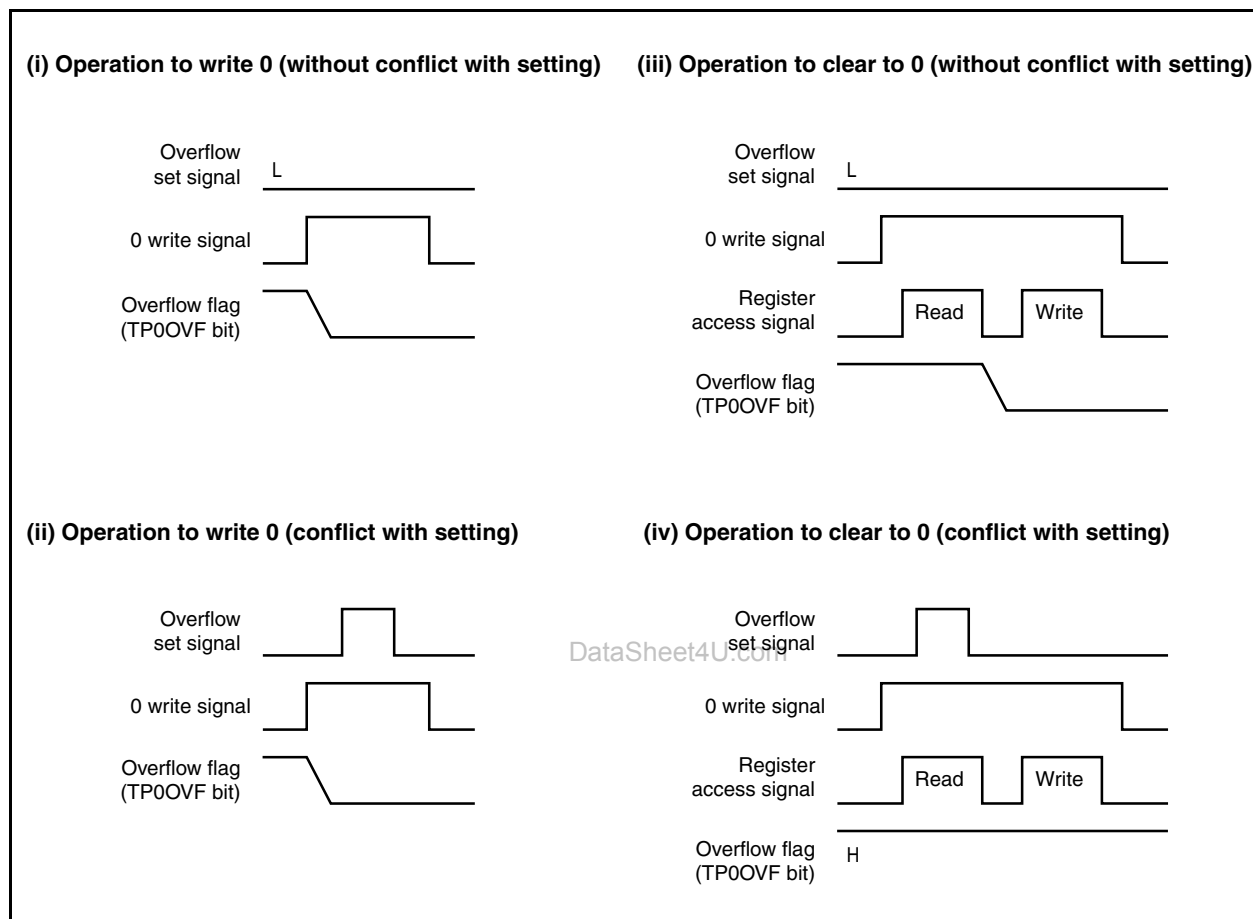 (i) Operation to write 0 (without conflict with setting)
Overflow
set signal
L
0 write signal
Overflow flag
(TP0OVF bit)
(iii) Operation to clear to 0 (without conflict with setting)
Overflow
set signal
L
0 write signal
Register
access signal
Read
Write
Overflow flag
(TP0OVF bit)
(ii) Operation to write 0 (conflict with setting)
Overflow
set signal
0 write signal
Overflow flag
(TP0OVF bit)
(iv) Operation to clear to 0 (conflict with setting)
Overflow
set signal
DataSheet4U.com
0 write signal
Register
access signal
Read
Write
Overflow flag
(TP0OVF bit)
H